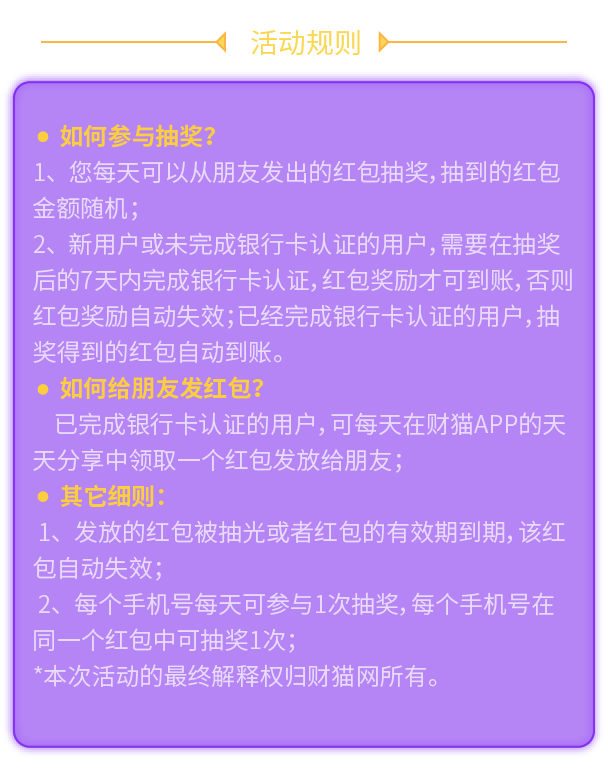 活动规则
● 如何参与抽奖?
1、您每天可以从朋友发出的红包抽奖,抽到的红包
金额随机;
2、新用户或未完成银行卡认证的用户,需要在抽奖
后的7天内完成银行卡认证,红包奖励才可到账,否则
红包奖励自动失效;已经完成银行卡认证的用户,抽
奖得到的红包自动到账。
● 如何给朋友发红包?
已完成银行卡认证的用户,可每天在财猫APP的天
天分享中领取一个红包发放给朋友;
● 其它细则:
1、发放的红包被抽光或者红包的有效期到期,该红
包自动失效;
2、每个手机号每天可参与1次抽奖,每个手机号在
同一个红包中可抽奖1次;
*本次活动的最终解释权归财猫网所有。